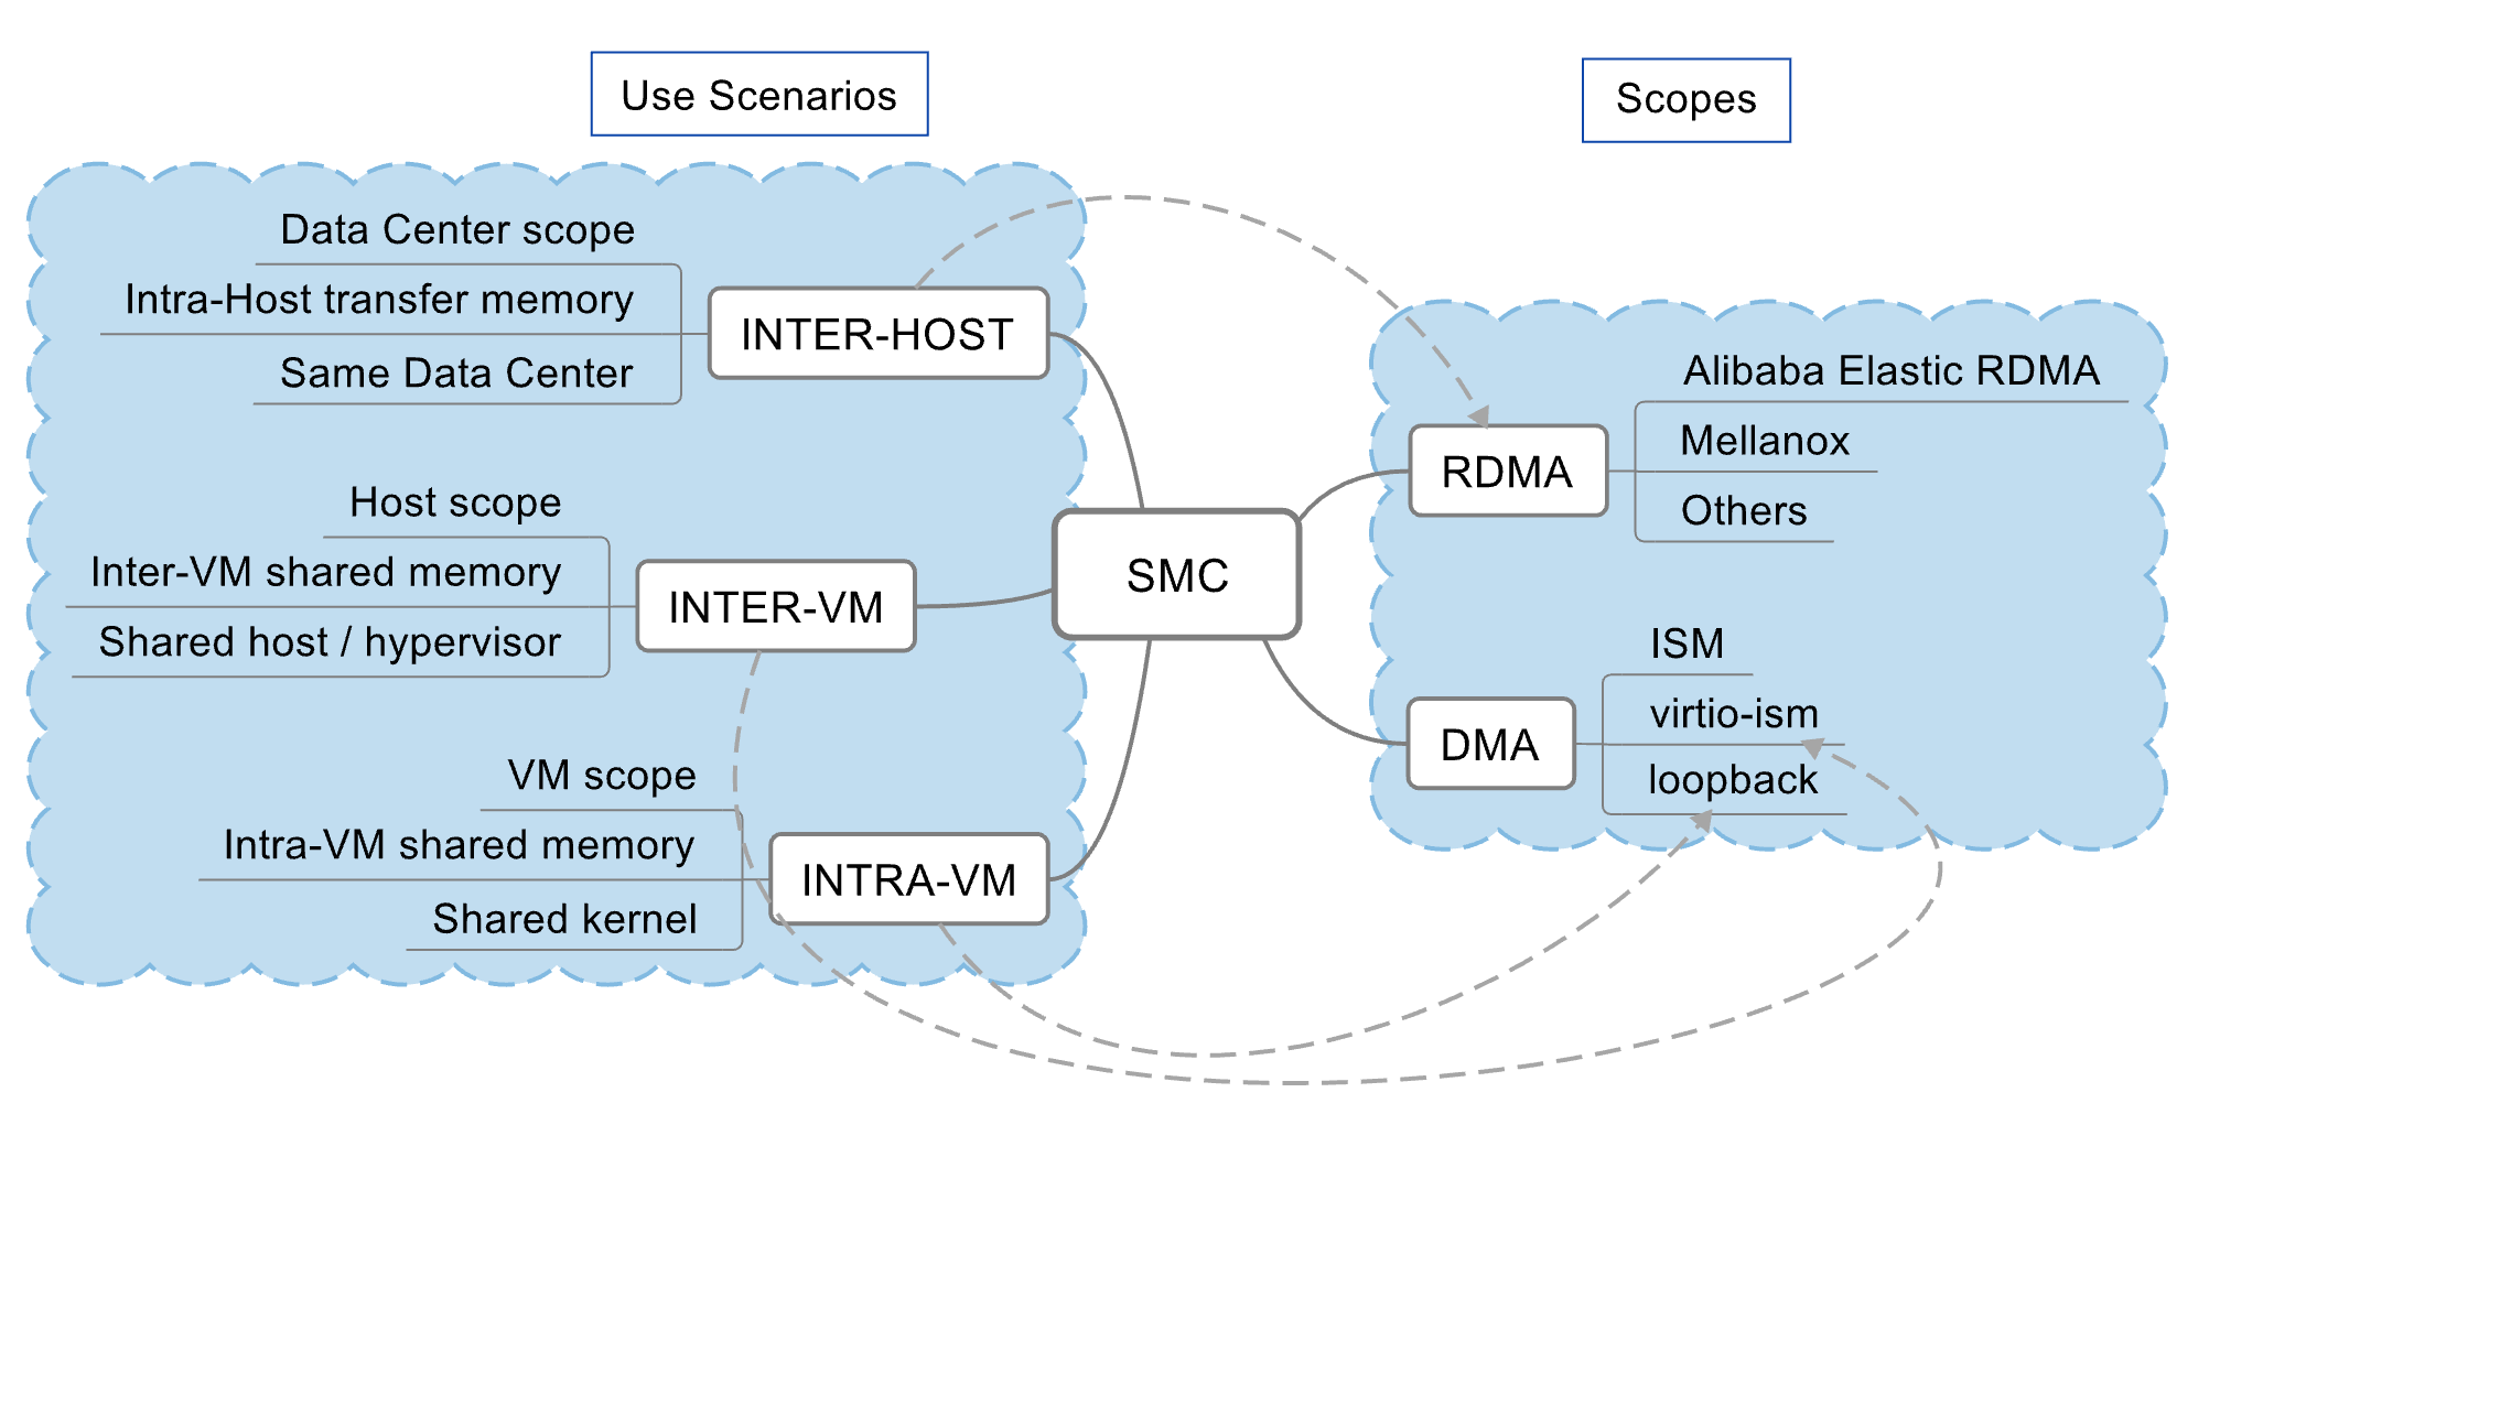 Use Scenarios
Scopes
Data Center scope
Intra-Host transfer memory
Same Data Center
INTER-HOST
Host scope
Inter-VM shared memory
Shared host / hypervisor
INTER-VM
VM scope
Intra-VM shared memory
Shared kernel
INTRA-VM
SMC
RDMA
Alibaba Elastic RDMA
Mellanox
Others
DMA
ISM
virtio-ism
loopback